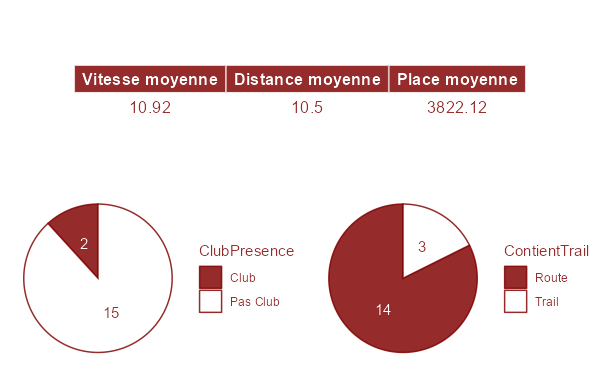 Vitesse moyenne Distance moyenne Place moyenne
10.92 10.5 3822.12
2
15
ClubPresence
Club
Pas Club
3
14
ContientTrail
Route
Trail